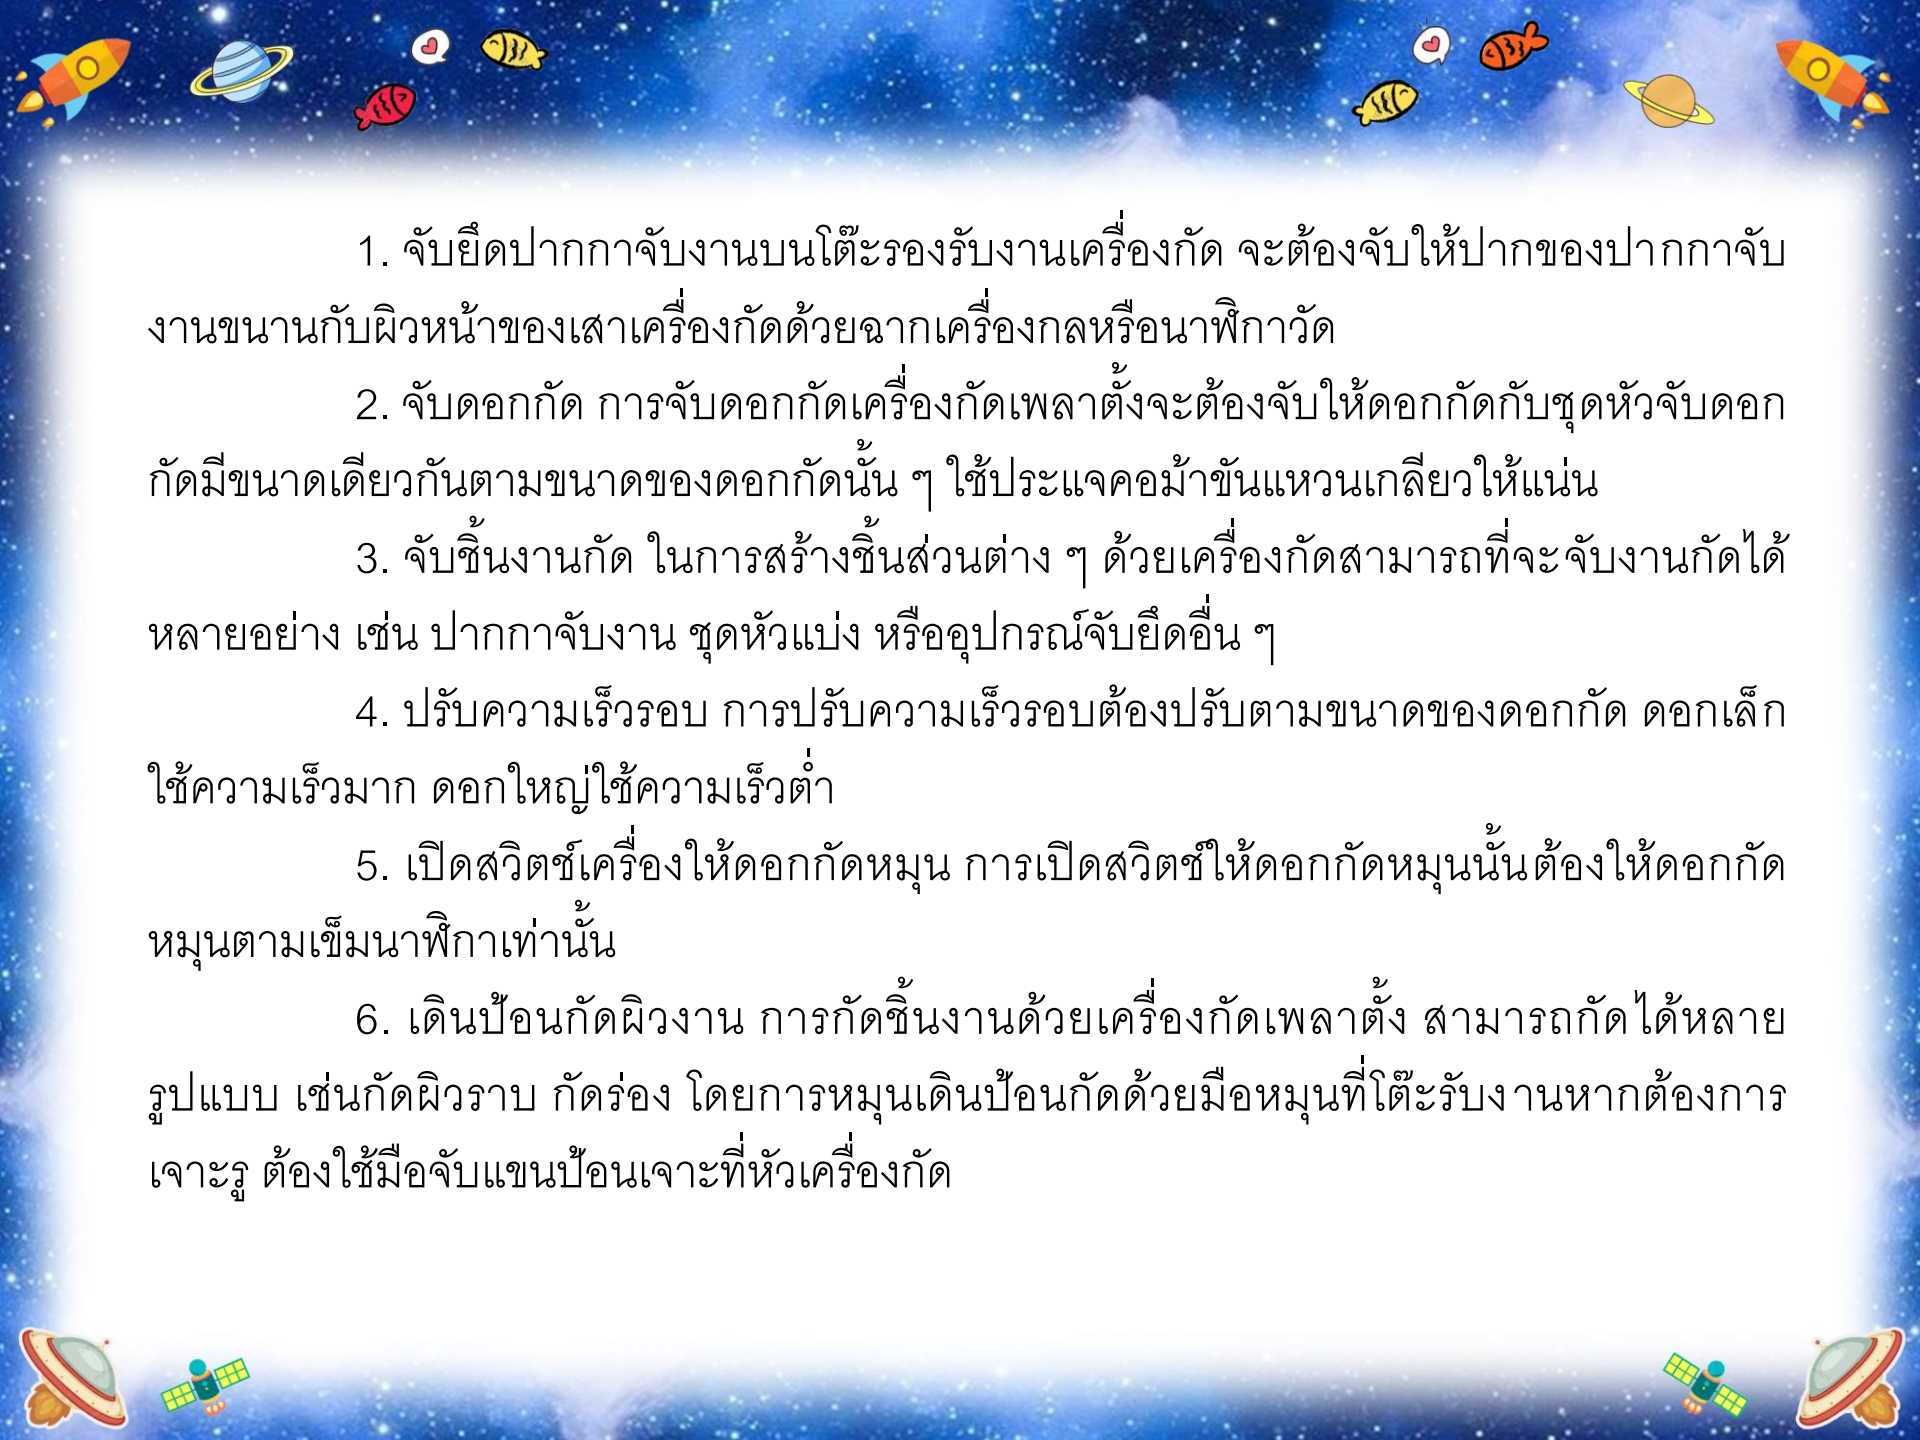 1. จับยึดปากกาจับงานบนโต๊ะรองรับงานเครื่องกัด จะต้องจับให้ปากของปากกาจับ
งานขนานกับผิวหน้าของเสาเครื่องกัดด้วยฉากเครื่องกลหรือนาฬิกาวัด
2. จับดอกกัด การจับดอกกัดเครื่องกัดเพลาตั้งจะต้องจับให้ดอกกัดกับชุดหัวจับดอก
กัดมีขนาดเดียวกันตามขนาดของดอกกัดนั้น ๆ ใช้ประแจคอม้าขันแหวนเกลียวให้แน่น
3. จับชิ้นงานกัด ในการสร้างชิ้นส่วนต่าง ๆ ด้วยเครื่องกัดสามารถที่จะจับงานกัดได้
หลายอย่าง เช่น ปากกาจับงาน ชุดหัวแบ่ง หรืออุปกรณ์จับยึดอื่น ๆ
4. ปรับความเร็วรอบ การปรับความเร็วรอบต้องปรับตามขนาดของดอกกัด ดอกเล็ก
ใช้ความเร็วมาก ดอกใหญ่ใช้ความเร็วต่ำ
5. เปิดสวิตช์เครื่องให้ดอกกัดหมุน การเปิดสวิตช์ให้ดอกกัดหมุนนั้นต้องให้ดอกกัด
หมุนตามเข็มนาฬิกาเท่านั้น
6. เดินป้อนกัดผิวงาน การกัดชิ้นงานด้วยเครื่องกัดเพลาตั้ง สามารถกัดได้หลาย
รูปแบบ เช่นกัดผิวราบ กัดร่อง โดยการหมุนเดินป้อนกัดด้วยมือหมุนที่โต๊ะรับงานหากต้องการ
เจาะรู ต้องใช้มือจับแขนป้อนเจาะที่หัวเครื่องกัด